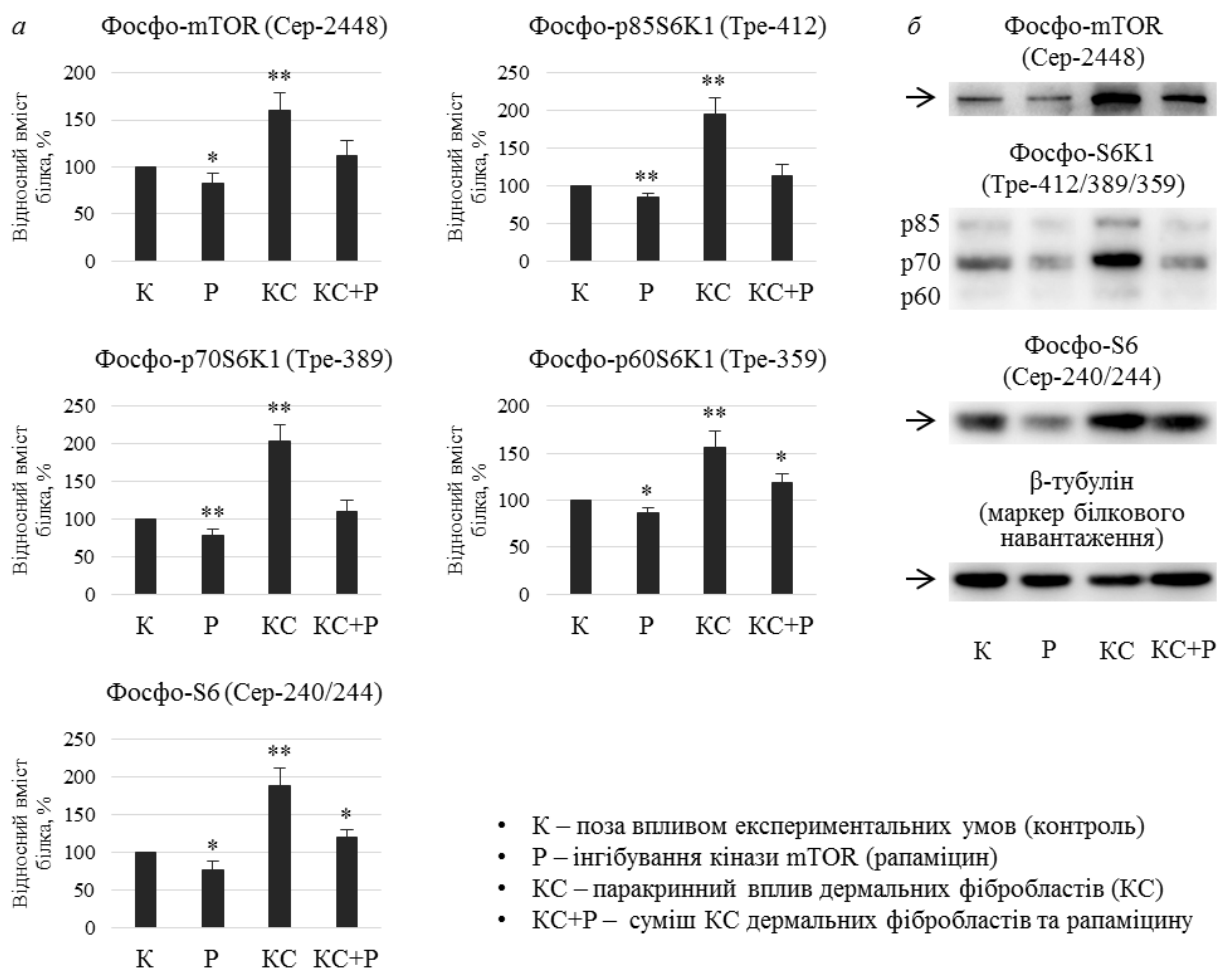 а
Фосфо-mTOR (Сер-2448)
Відносний вміст
білка, %
200
150
100
50
0
*
**
К
Р
КС
КС+Р
Фосфо-p85S6K1 (Тре-412)
Відносний вміст
білка, %
250
200
150
100
50
0
**
**
К
Р
КС
КС+Р
Фосфо-p70S6K1 (Тре-389)
Відносний вміст
білка, %
250
200
150
100
50
0
**
**
К
Р
КС
КС+Р
Фосфо-p60S6K1 (Тре-359)
Відносний вміст
білка, %
200
150
100
50
0
*
**
*
К
Р
КС
КС+Р
Фосфо-S6 (Сер-240/244)
Відносний вміст
білка, %
250
200
150
100
50
0
*
**
*
К
Р
КС
КС+Р
б
Фосфо-mTOR
(Сер-2448)
Фосфо-S6K1
(Тре-412/389/359)
p85
p70
p60
Фосфо-S6
(Сер-240/244)
β-тубулін
(маркер білкового
навантаження)
К Р КС КС+Р
• К – поза впливом експериментальних умов (контроль)
• Р – інгібування кінази mTOR (рапаміцин)
• КС – паракринний вплив дермальних фібробластів (КС)
• КС+Р – суміш КС дермальних фібробластів та рапаміцину